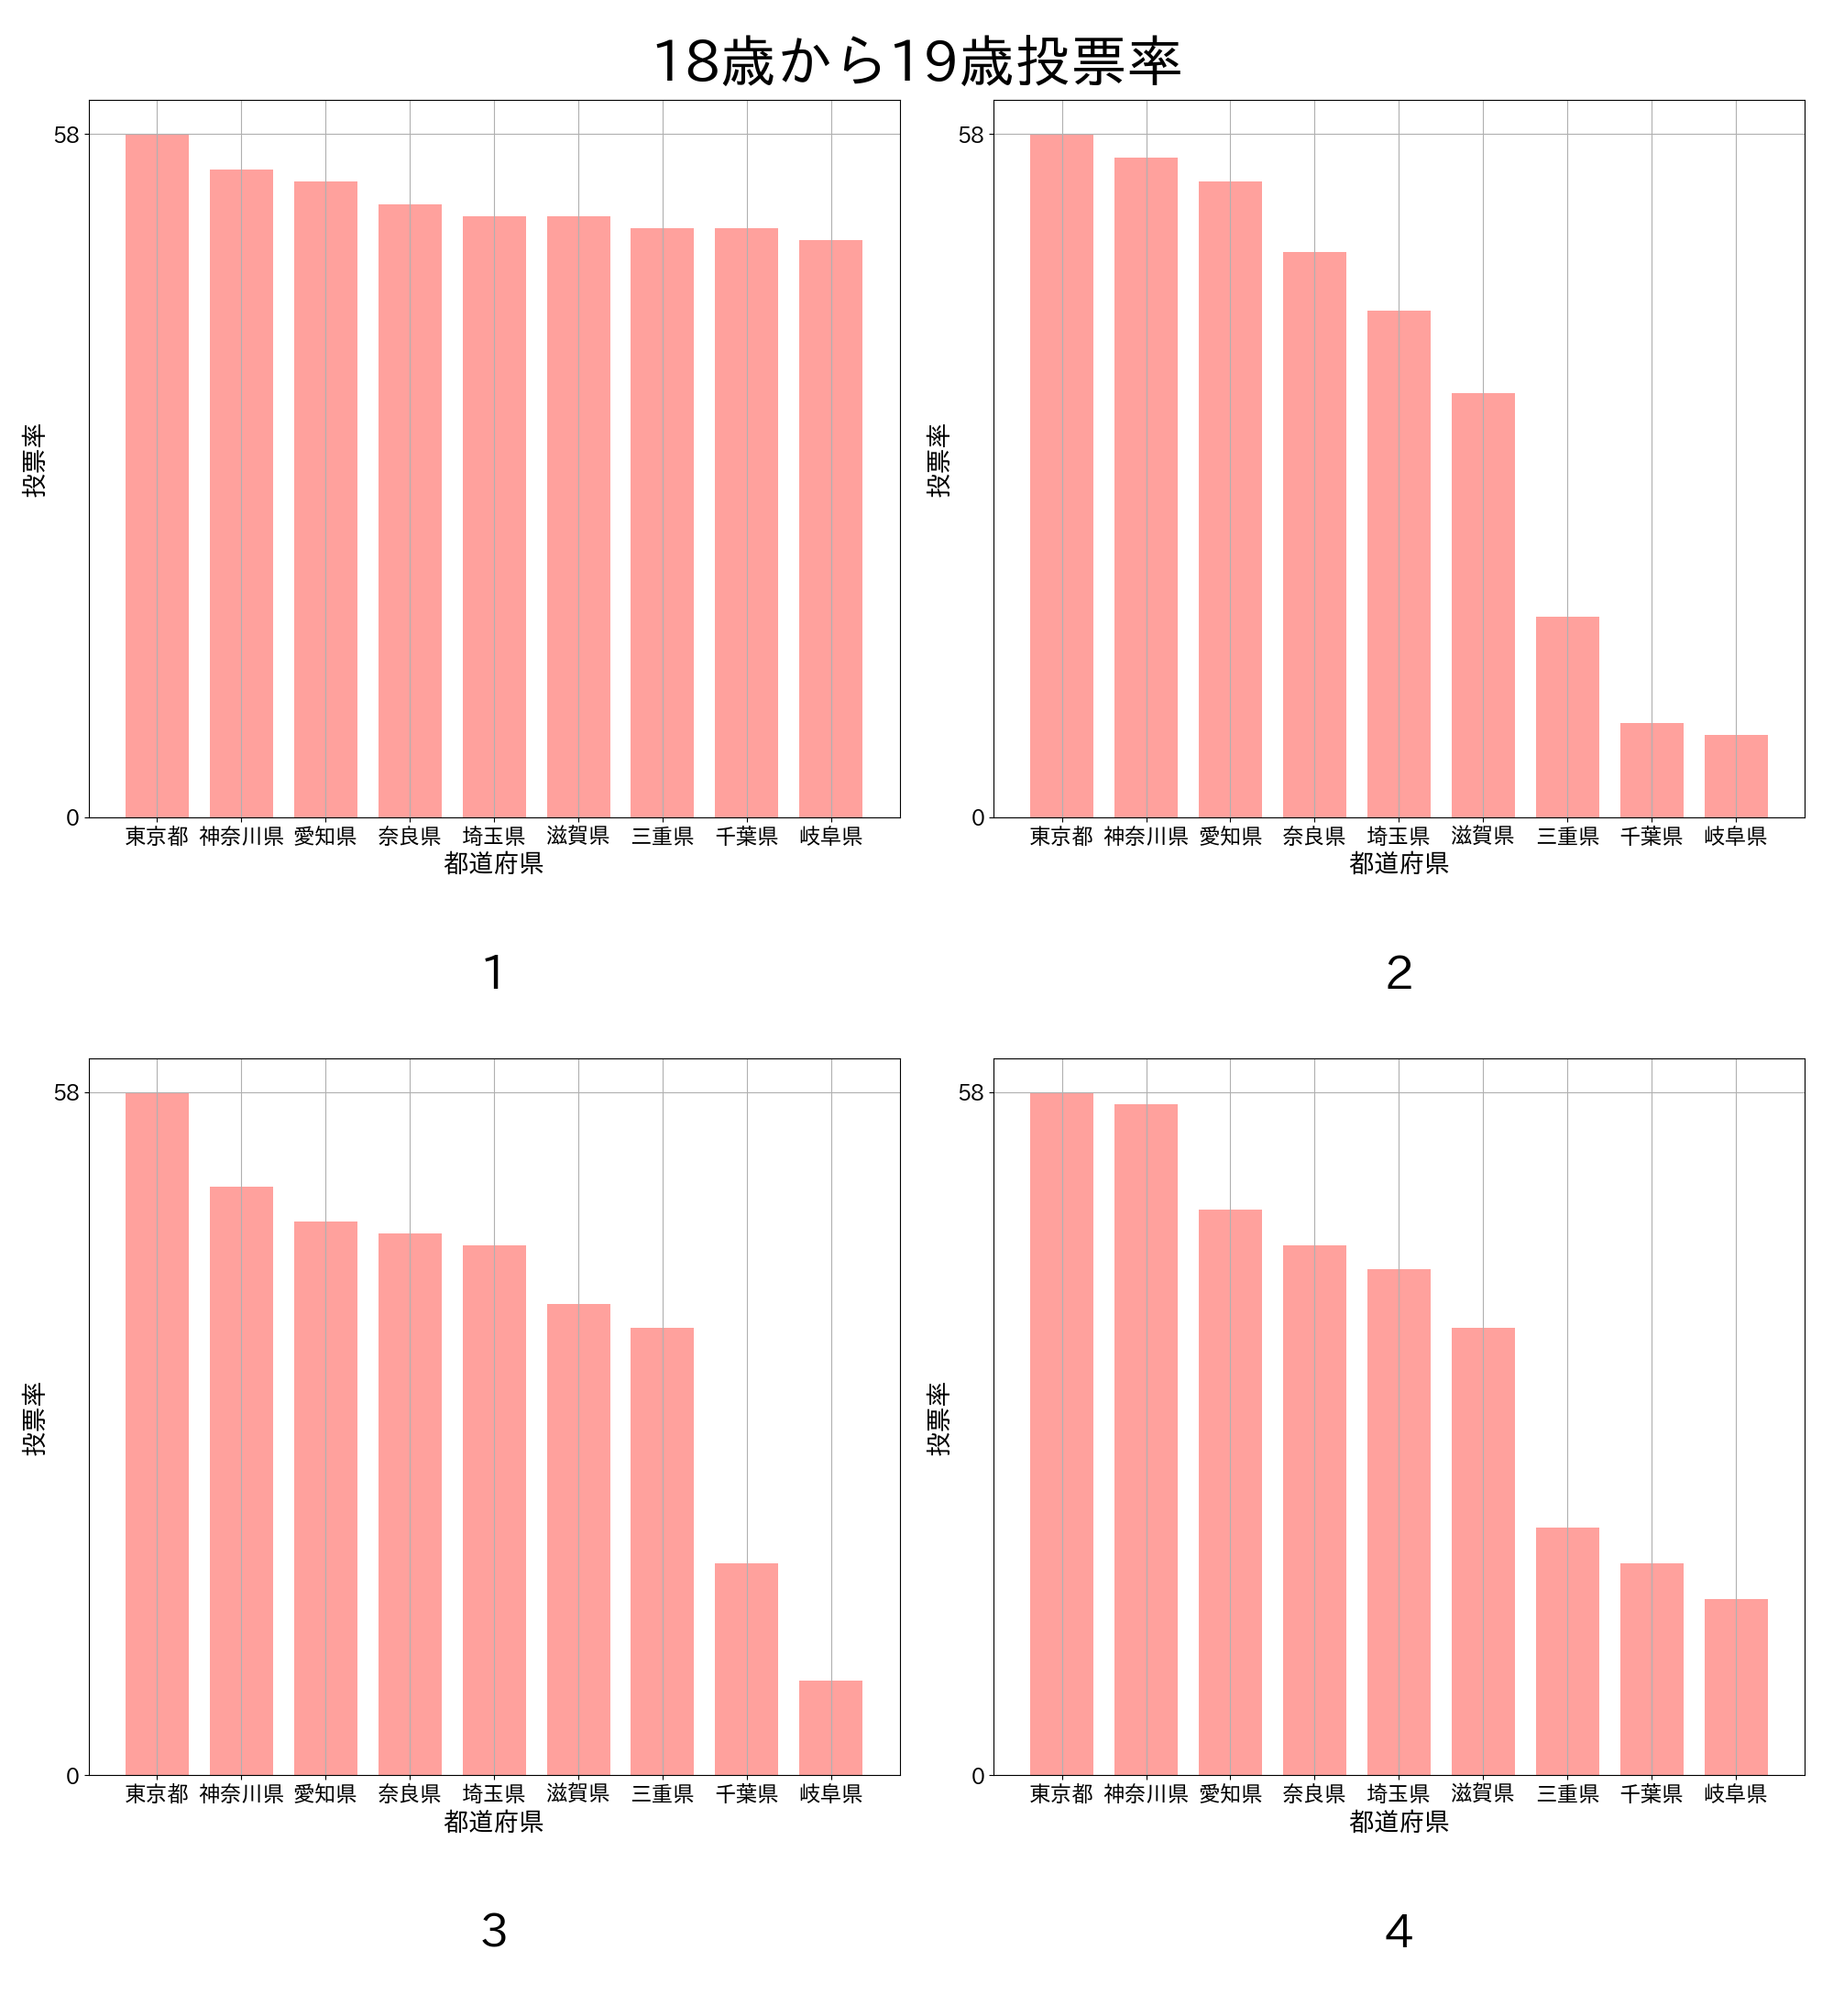 18歳から19歳投票率
58
0
投票率
東京都 神奈川県 愛知県 奈良県 埼玉県 滋賀県 三重県 千葉県 岐阜県
都道府県
1
58
0
投票率
東京都 神奈川県 愛知県 奈良県 埼玉県 滋賀県 三重県 千葉県 岐阜県
都道府県
2
58
0
投票率
東京都 神奈川県 愛知県 奈良県 埼玉県 滋賀県 三重県 千葉県 岐阜県
都道府県
3
58
0
投票率
東京都 神奈川県 愛知県 奈良県 埼玉県 滋賀県 三重県 千葉県 岐阜県
都道府県
4